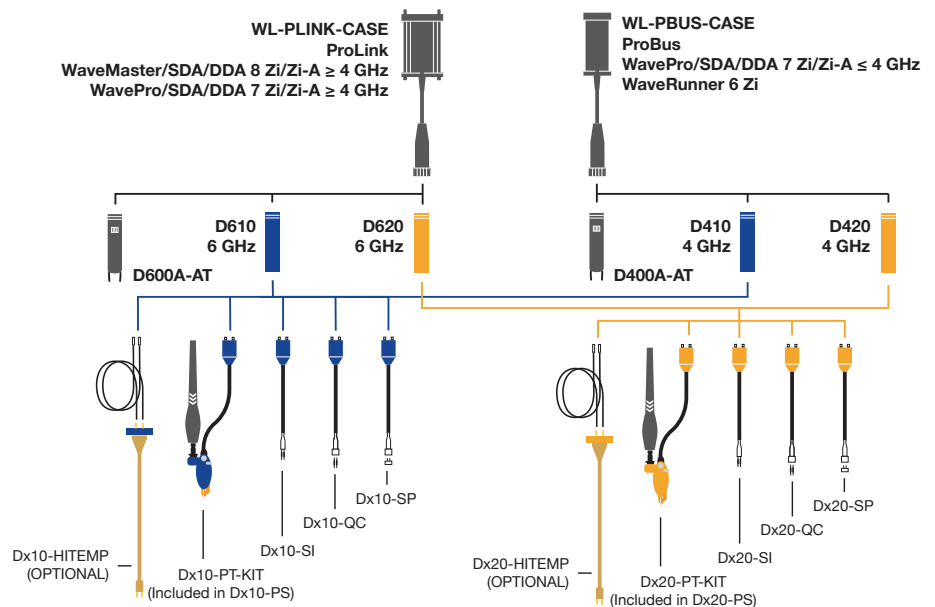 WL-PLINK-CASE
ProLink
WaveMaster/SDA/DDA 8 Zi/Zi-A ≥ 4 GHz
WavePro/SDA/DDA 7 Zi/Zi-A ≥ 4 GHz
WL-PBUS-CASE
ProBus
WavePro/SDA/DDA 7 Zi/Zi-A ≤ 4 GHz
WaveRunner 6 Zi
D600A-AT
D610
6 GHz
D620
6 GHz
D400A-AT
D410
4 GHz
D420
4 GHz
Dx10-HITEMP
(OPTIONAL)
Dx10-PT-KIT
(Included in Dx10-PS)
Dx10-SI
Dx10-QC
Dx10-SP
Dx20-HITEMP
(OPTIONAL)
Dx20-PT-KIT
(Included in Dx20-PS)
Dx20-SI
Dx20-QC
Dx20-SP